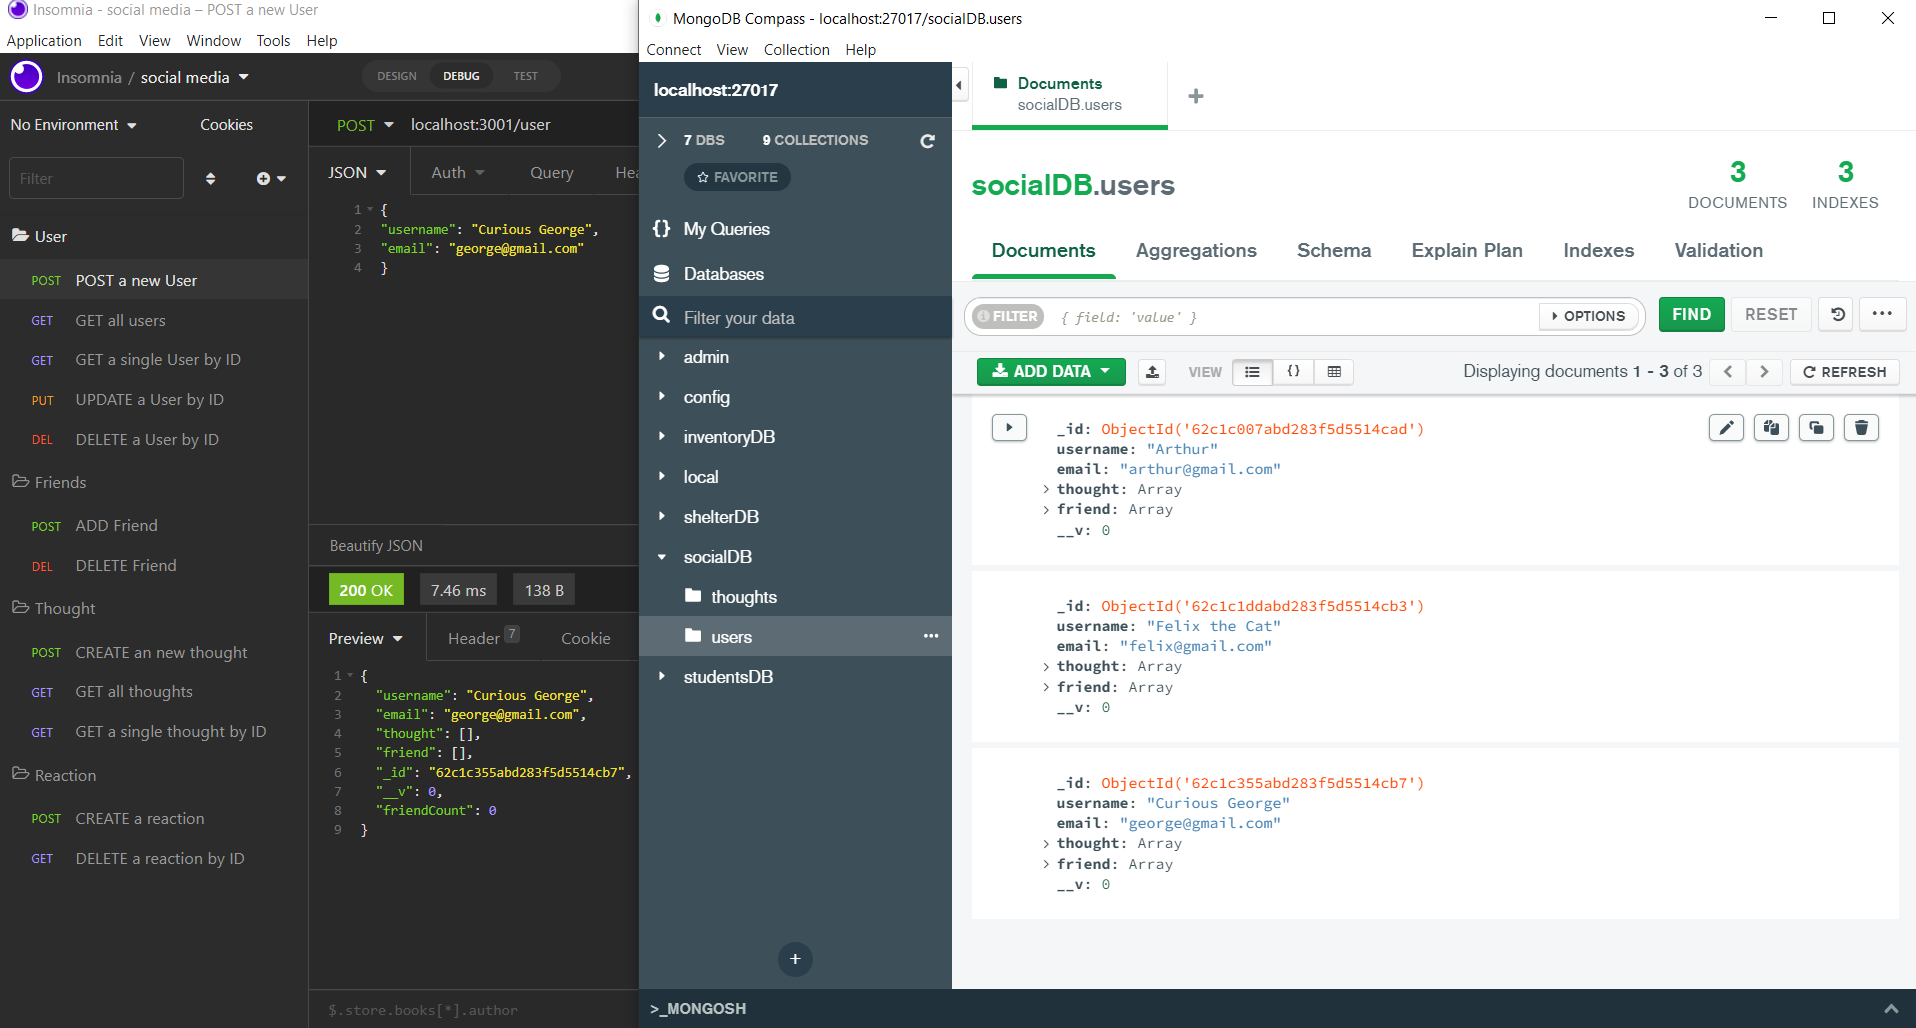 Insomnia - social media – POST a new User
Application Edit View Window Tools Help
Insomnia / social media
DESIGN DEBUG TEST
No Environment
Cookies
Filter
User
POST POST a new User
GET GET all users
GET GET a single User by ID
PUT UPDATE a User by ID
DEL DELETE a User by ID
Friends
POST ADD Friend
DEL DELETE Friend
Thought
POST CREATE an new thought
GET GET all thoughts
GET GET a single thought by ID
Reaction
POST CREATE a reaction
GET DELETE a reaction by ID
POST localhost:3001/user
JSON Auth Query Hea
1 {
2 "username": "Curious George",
3 "email": "george@gmail.com"
4 }
Beautify JSON
200 OK 7.46 ms 138 B
Preview Header 7 Cookie
1 {
2 "username": "Curious George",
3 "email": "george@gmail.com",
4 "thought": [],
5 "friend": [],
6 "_id": "62c1c355abd283f5d5514cb7",
7 "__v": 0,
8 "friendCount": 0
9 }
$.store.books[*].author
MongoDB Compass - localhost:27017/socialDB.users
Connect View Collection Help
localhost:27017
7 DBS 9 COLLECTIONS
FAVORITE
{} My Queries
Databases
Filter your data
admin
config
inventoryDB
local
shelterDB
socialDB
thoughts
users
studentsDB
+
>_MONGOSH
Documents
socialDB.users
+
socialDB.users
3 DOCUMENTS
3 INDEXES
Documents Aggregations Schema Explain Plan Indexes Validation
FILTER { field: 'value' } OPTIONS FIND RESET
ADD DATA VIEW {} Displaying documents 1 - 3 of 3 REFRESH
_id: ObjectId('62c1c007abd283f5d5514cad')
username: "Arthur"
email: "arthur@gmail.com"
thought: Array
friend: Array
__v: 0
_id: ObjectId('62c1c1ddabd283f5d5514cb3')
username: "Felix the Cat"
email: "felix@gmail.com"
thought: Array
friend: Array
__v: 0
_id: ObjectId('62c1c355abd283f5d5514cb7')
username: "Curious George"
email: "george@gmail.com"
thought: Array
friend: Array
__v: 0